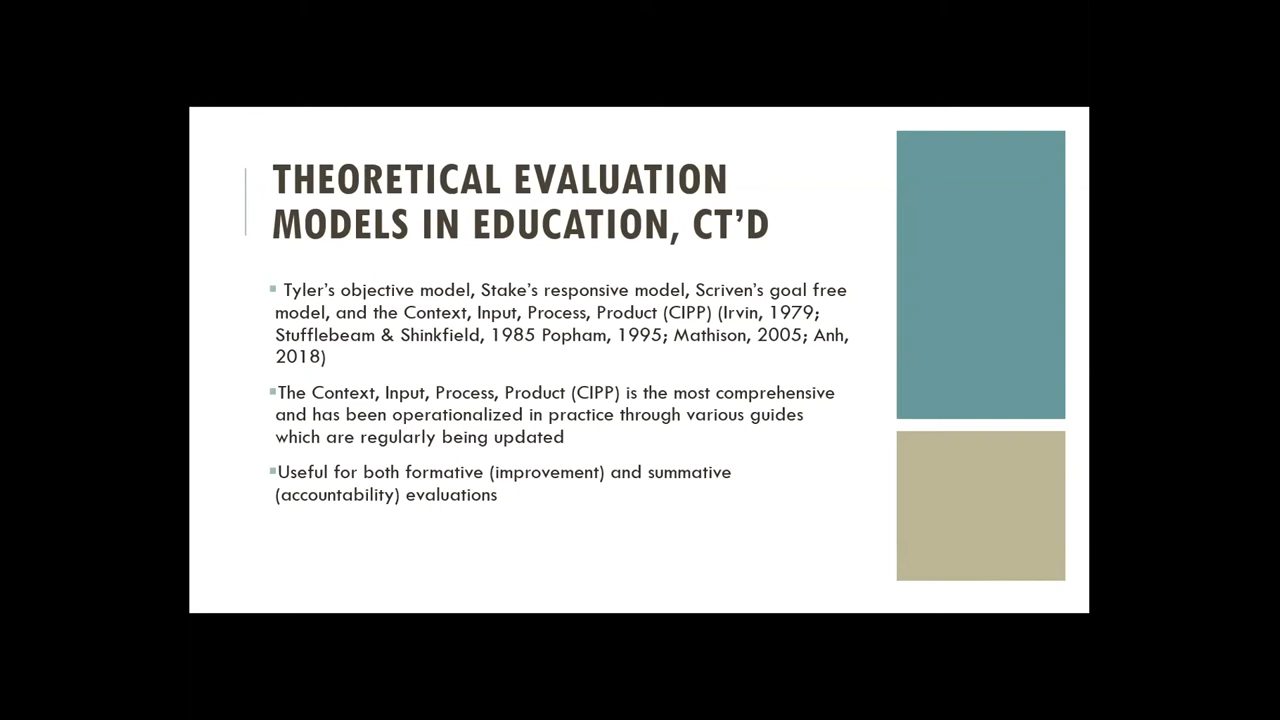 THEORETICAL EVALUATION
MODELS IN EDUCATION, CT’D
▪ Tyler’s objective model, Stake’s responsive model, Scriven’s goal free
model, and the Context, Input, Process, Product (CIPP) (Irvin, 1979;
Stufflebeam & Shinkfield, 1985 Popham, 1995; Mathison, 2005; Anh,
2018)
▪The Context, Input, Process, Product (CIPP) is the most comprehensive
and has been operationalized in practice through various guides
which are regularly being updated
▪Useful for both formative (improvement) and summative
(accountability) evaluations